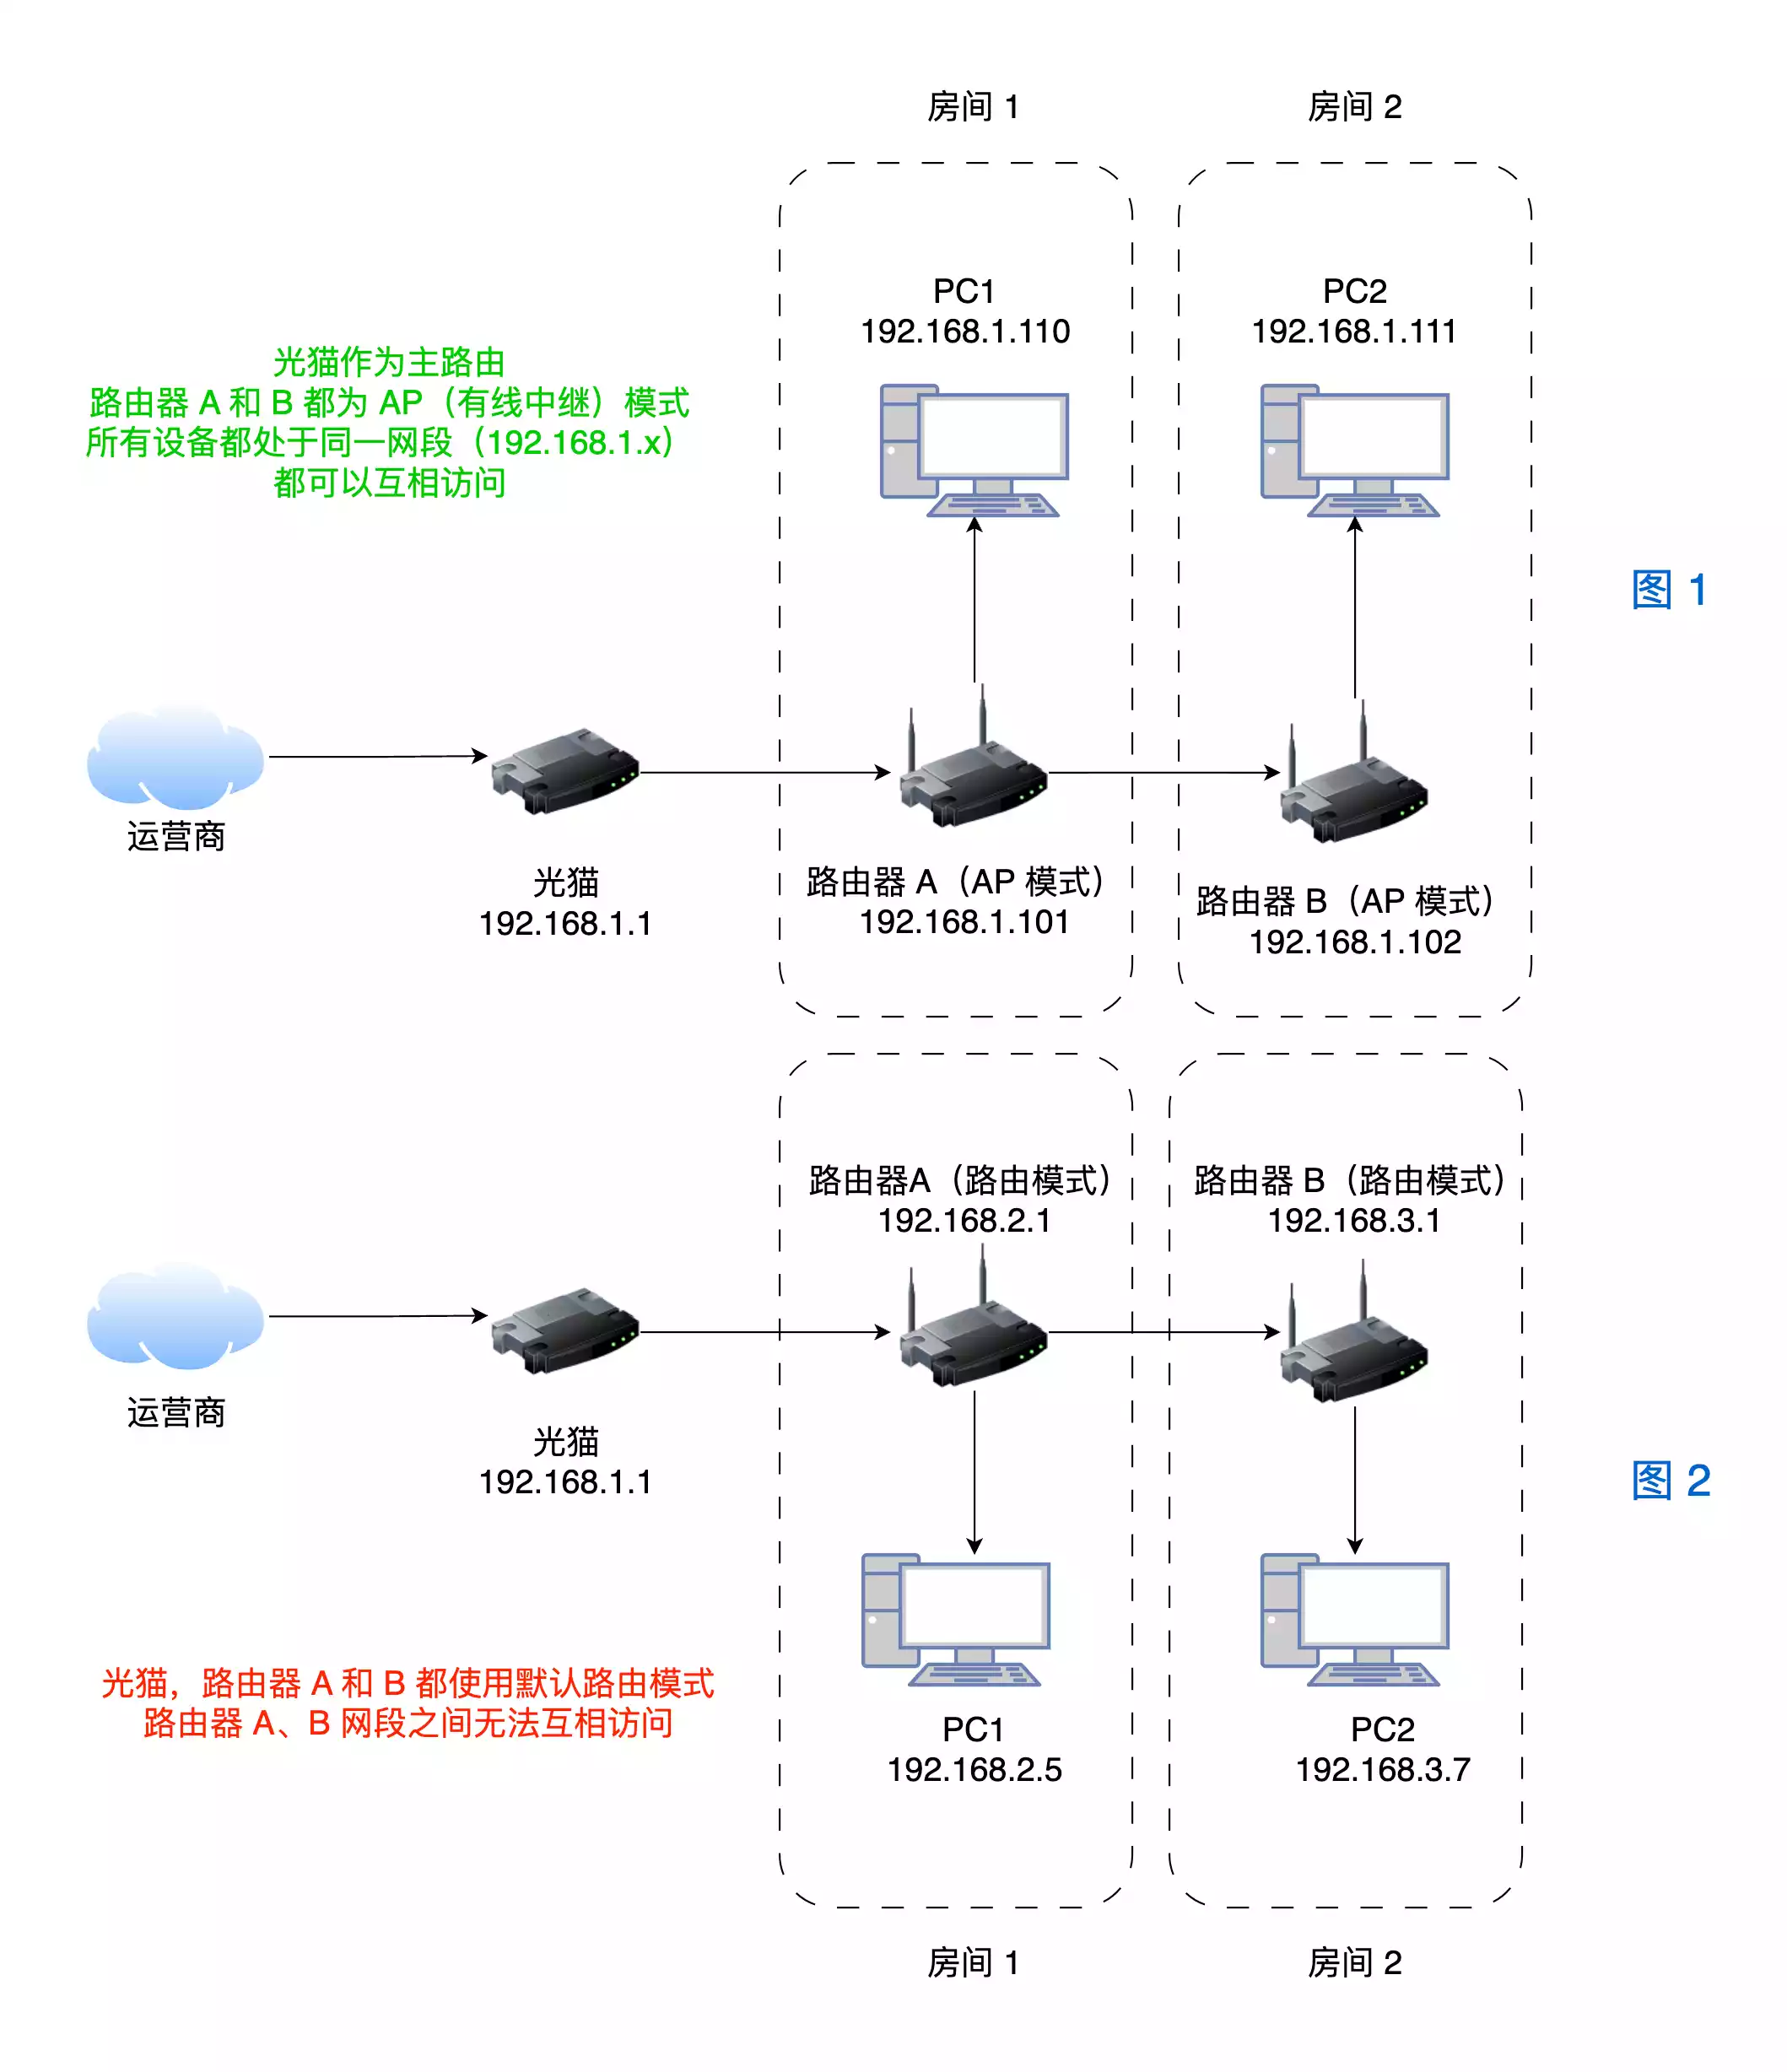 房间 1
房间 2
PC1
192.168.1.110
PC2
192.168.1.111
光猫作为主路由
路由器 A 和 B 都为 AP（有线中继）模式
所有设备都处于同一网段（192.168.1.x）
都可以互相访问
图 1
运营商
光猫
192.168.1.1
路由器 A（AP 模式）
192.168.1.101
路由器 B（AP 模式）
192.168.1.102
路由器A（路由模式）
192.168.2.1
路由器 B（路由模式）
192.168.3.1
运营商
光猫
192.168.1.1
图 2
光猫，路由器 A 和 B 都使用默认路由模式
路由器 A、B 网段之间无法互相访问
PC1
192.168.2.5
PC2
192.168.3.7
房间 1
房间 2